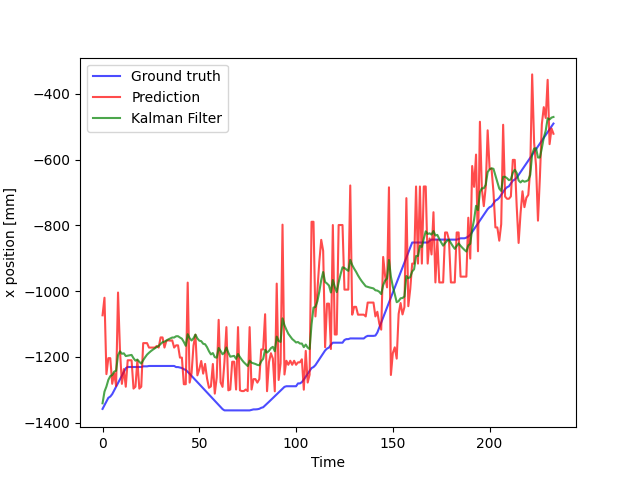 Ground truth
Prediction
Kalman Filter
−400
−600
−800
−1000
−1200
−1400
x position [mm]
0
50
100
150
200
Time